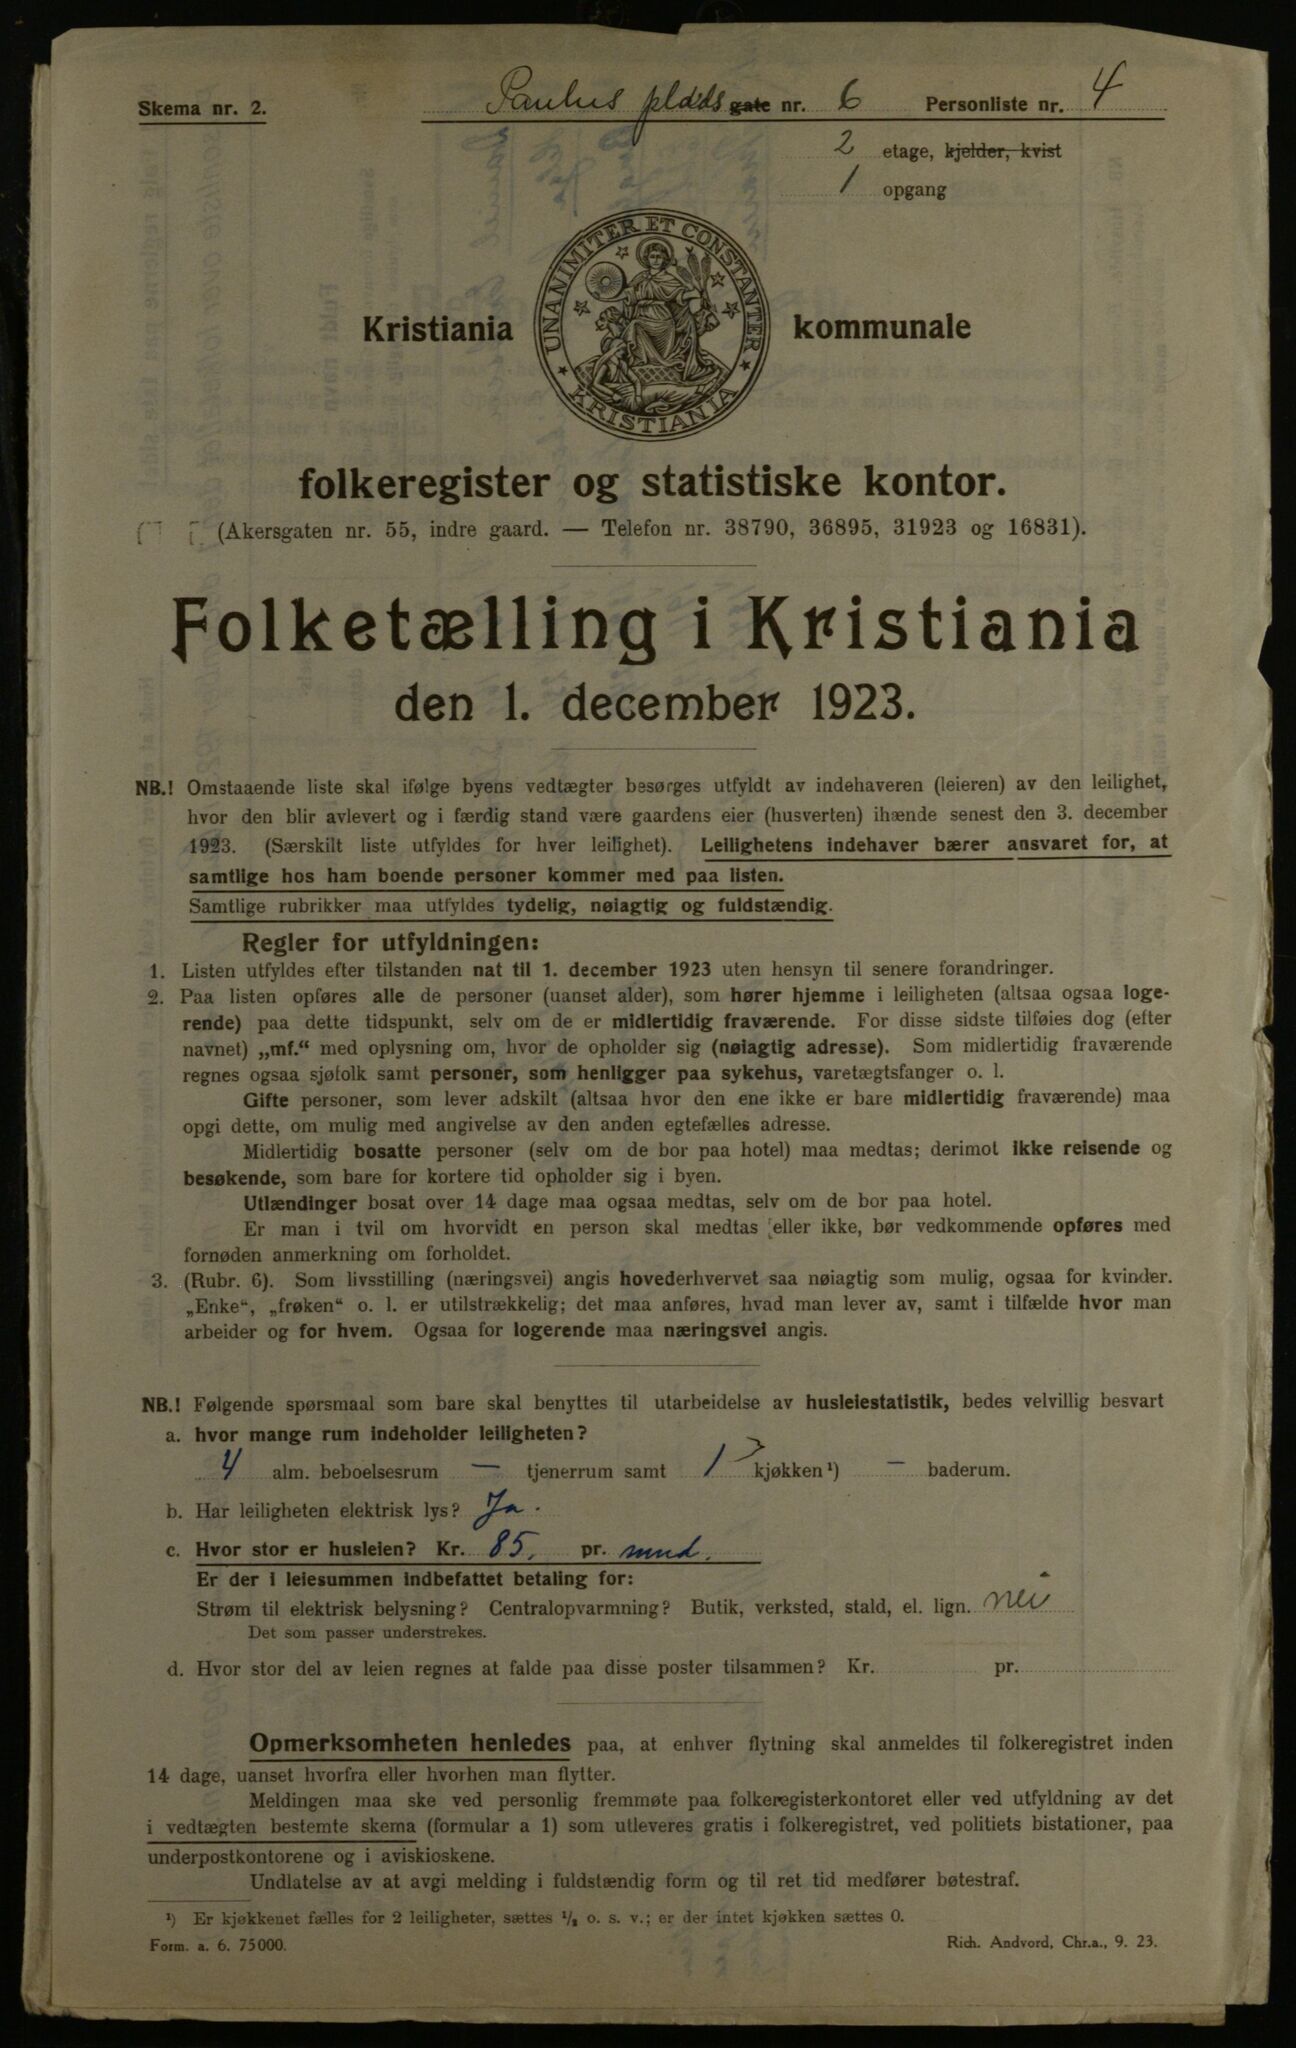 Skema nr. 2.
Paulus plads gate nr. 6 Personliste nr. 4
2 etage, kjelder, kvist
1 opgang
UNANIMITER ET CONSTANTER
KRISTIANIA
Kristiania kommunale
folkeregister og statistiske kontor.
(Akersgaten nr. 55, indre gaard. — Telefon nr. 38790, 36895, 31923 og 16831).
Folketælling i Kristiania
den 1. december 1923.
NB.! Omstaaende liste skal ifølge byens vedtægter besørges utfyldt av indehaveren (leieren) av den leilighet,
hvor den blir avlevert og i færdig stand være gaardens eier (husverten) ihænde senest den 3. december
1923. (Særskilt liste utfyldes for hver leilighet). Leilighetens indehaver bærer ansvaret for, at
samtlige hos ham boende personer kommer med paa listen.
Samtlige rubrikker maa utfyldes tydelig, nøiagtig og fuldstændig.
Regler for utfyldningen:
1. Listen utfyldes efter tilstanden nat til 1. december 1923 uten hensyn til senere forandringer.
2. Paa listen opføres alle de personer (uanset alder), som hører hjemme i leiligheten (altsaa ogsaa loge-
rende) paa dette tidspunkt, selv om de er midlertidig fraværende. For disse sidste tilføies dog (efter
navnet) „mf.“ med oplysning om, hvor de opholder sig (nøiagtig adresse). Som midlertidig fraværende
regnes ogsaa sjøfolk samt personer, som henligger paa sykehus, varetægtsfanger o. l.
Gifte personer, som lever adskilt (altsaa hvor den ene ikke er bare midlertidig fraværende) maa
opgi dette, om mulig med angivelse av den anden egtefælles adresse.
Midlertidig bosatte personer (selv om de bor paa hotel) maa medtas; derimot ikke reisende og
besøkende, som bare for kortere tid opholder sig i byen.
Utlændinger bosat over 14 dage maa ogsaa medtas, selv om de bor paa hotel.
Er man i tvil om hvorvidt en person skal medtas eller ikke, bør vedkommende opføres med
fornøden anmerkning om forholdet.
3. (Rubr. 6). Som livsstilling (næringsvei) angis hovederhvervet saa nøiagtig som mulig, ogsaa for kvinder.
„Enke“, „frøken“ o. l. er utilstrækkelig; det maa anføres, hvad man lever av, samt i tilfælde hvor man
arbeider og for hvem. Ogsaa for logerende maa næringsvei angis.
NB.! Følgende spørsmaal som bare skal benyttes til utarbeidelse av husleiestatistik, bedes velvillig besvart
a. hvor mange rum indeholder leiligheten?
4 alm. beboelsesrum — tjenerrum samt 1 kjøkken¹) — baderum.
b. Har leiligheten elektrisk lys? Ja.
c. Hvor stor er husleien? Kr. 85. pr. mnd.
Er der i leiesummen indbefattet betaling for:
Strøm til elektrisk belysning? Centralopvarmning? Butik, verksted, stald, el. lign. nei
Det som passer understrekes.
d. Hvor stor del av leien regnes at falde paa disse poster tilsammen? Kr. pr.
Opmerksomheten henledes paa, at enhver flytning skal anmeldes til folkeregistret inden
14 dage, uanset hvorfra eller hvorhen man flytter.
Meldingen maa ske ved personlig fremmøte paa folkeregisterkontoret eller ved utfyldning av det
i vedtægten bestemte skema (formular a 1) som utleveres gratis i folkeregistret, ved politiets bistationer, paa
underpostkontorene og i aviskioskene.
Undlatelse av at avgi melding i fuldstændig form og til ret tid medfører bøtestraf.
¹) Er kjøkkenet fælles for 2 leiligheter, sættes ½ o. s. v.; er der intet kjøkken sættes 0.
Form. a. 6. 75000. Rich. Andvord, Chr.a., 9. 23.